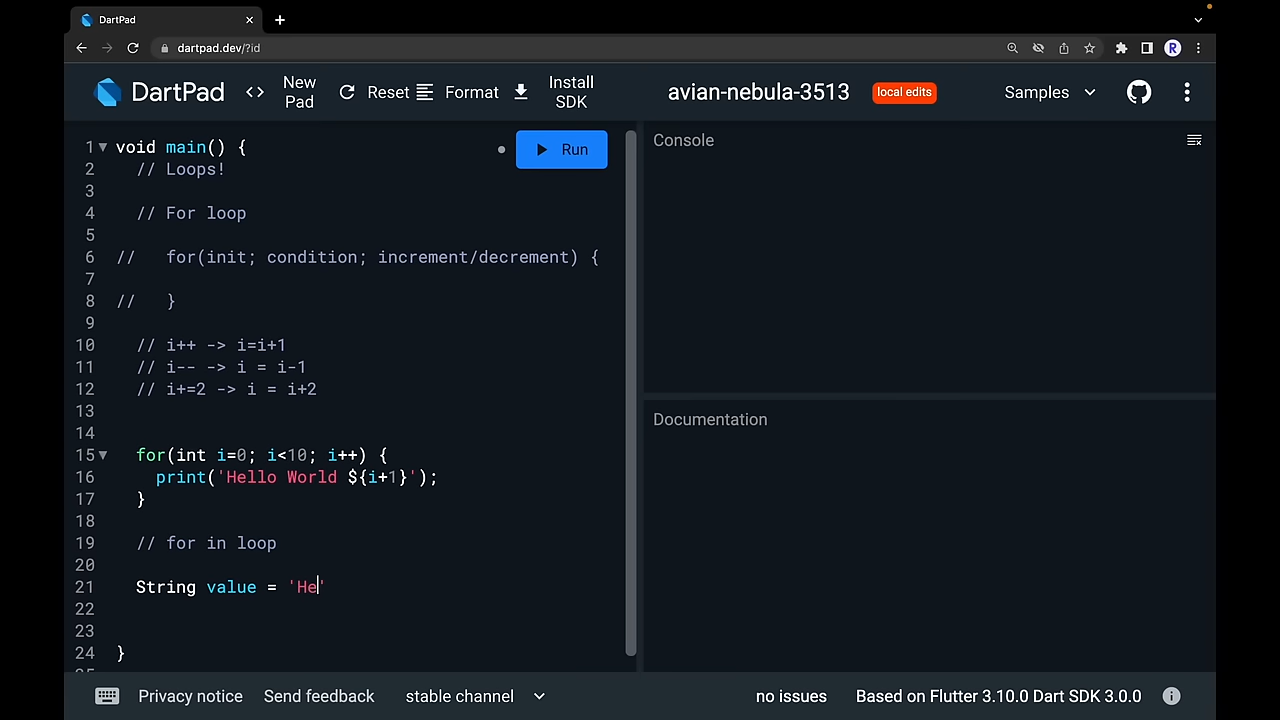 DartPad
dartpad.dev/?id
R
DartPad
<> New Pad
Reset
Format
Install SDK
avian-nebula-3513
local edits
Samples
1 void main() {
2 // Loops!
3
4 // For loop
5
6 // for(init; condition; increment/decrement) {
7
8 // }
9
10 // i++ -> i=i+1
11 // i-- -> i = i-1
12 // i+=2 -> i = i+2
13
14
15 for(int i=0; i<10; i++) {
16 print('Hello World ${i+1}');
17 }
18
19 // for in loop
20
21 String value = 'He'
22
23
24 }
Run
Console
Documentation
Privacy notice
Send feedback
stable channel
no issues
Based on Flutter 3.10.0 Dart SDK 3.0.0